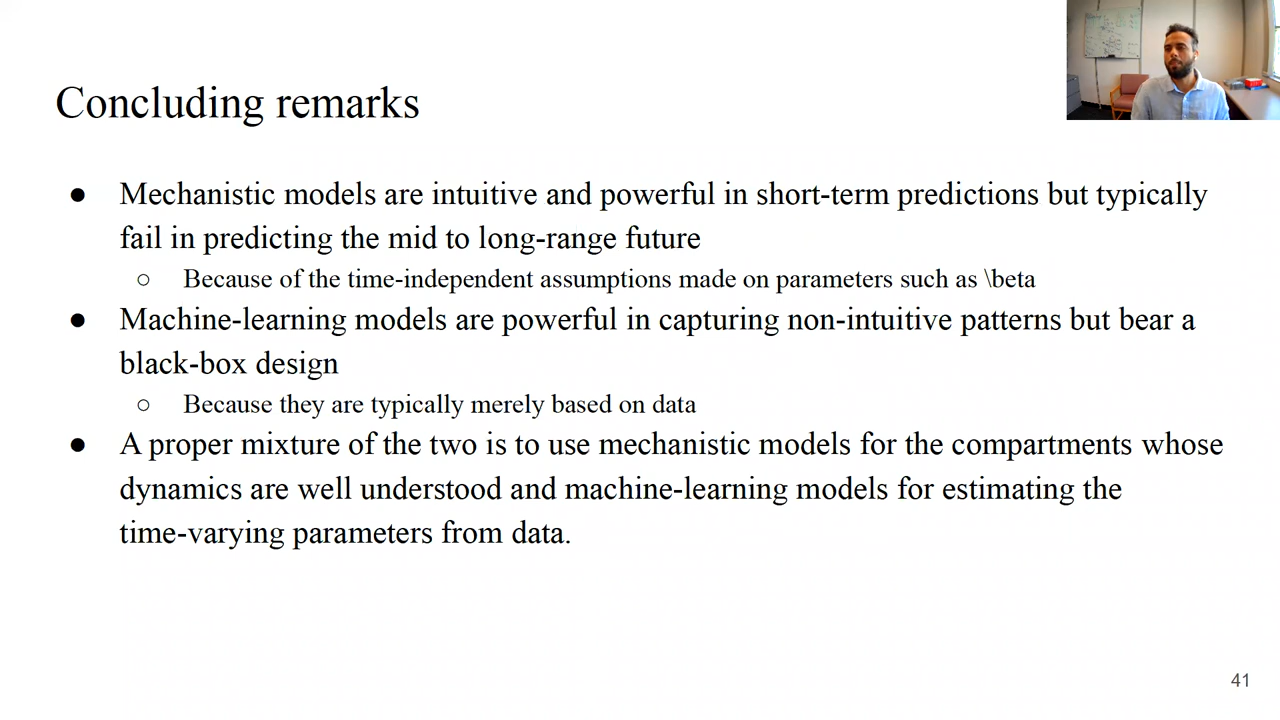 Concluding remarks
● Mechanistic models are intuitive and powerful in short-term predictions but typically
fail in predicting the mid to long-range future
○ Because of the time-independent assumptions made on parameters such as \beta
● Machine-learning models are powerful in capturing non-intuitive patterns but bear a
black-box design
○ Because they are typically merely based on data
● A proper mixture of the two is to use mechanistic models for the compartments whose
dynamics are well understood and machine-learning models for estimating the
time-varying parameters from data.
41